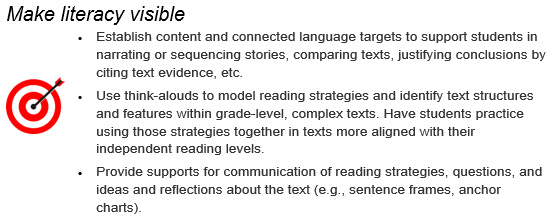 Make literacy visible
• Establish content and connected language targets to support students in
narrating or sequencing stories, comparing texts, justifying conclusions by
citing text evidence, etc.
• Use think-alouds to model reading strategies and identify text structures
and features within grade-level, complex texts. Have students practice
using those strategies together in texts more aligned with their
independent reading levels.
• Provide supports for communication of reading strategies, questions, and
ideas and reflections about the text (e.g., sentence frames, anchor
charts).